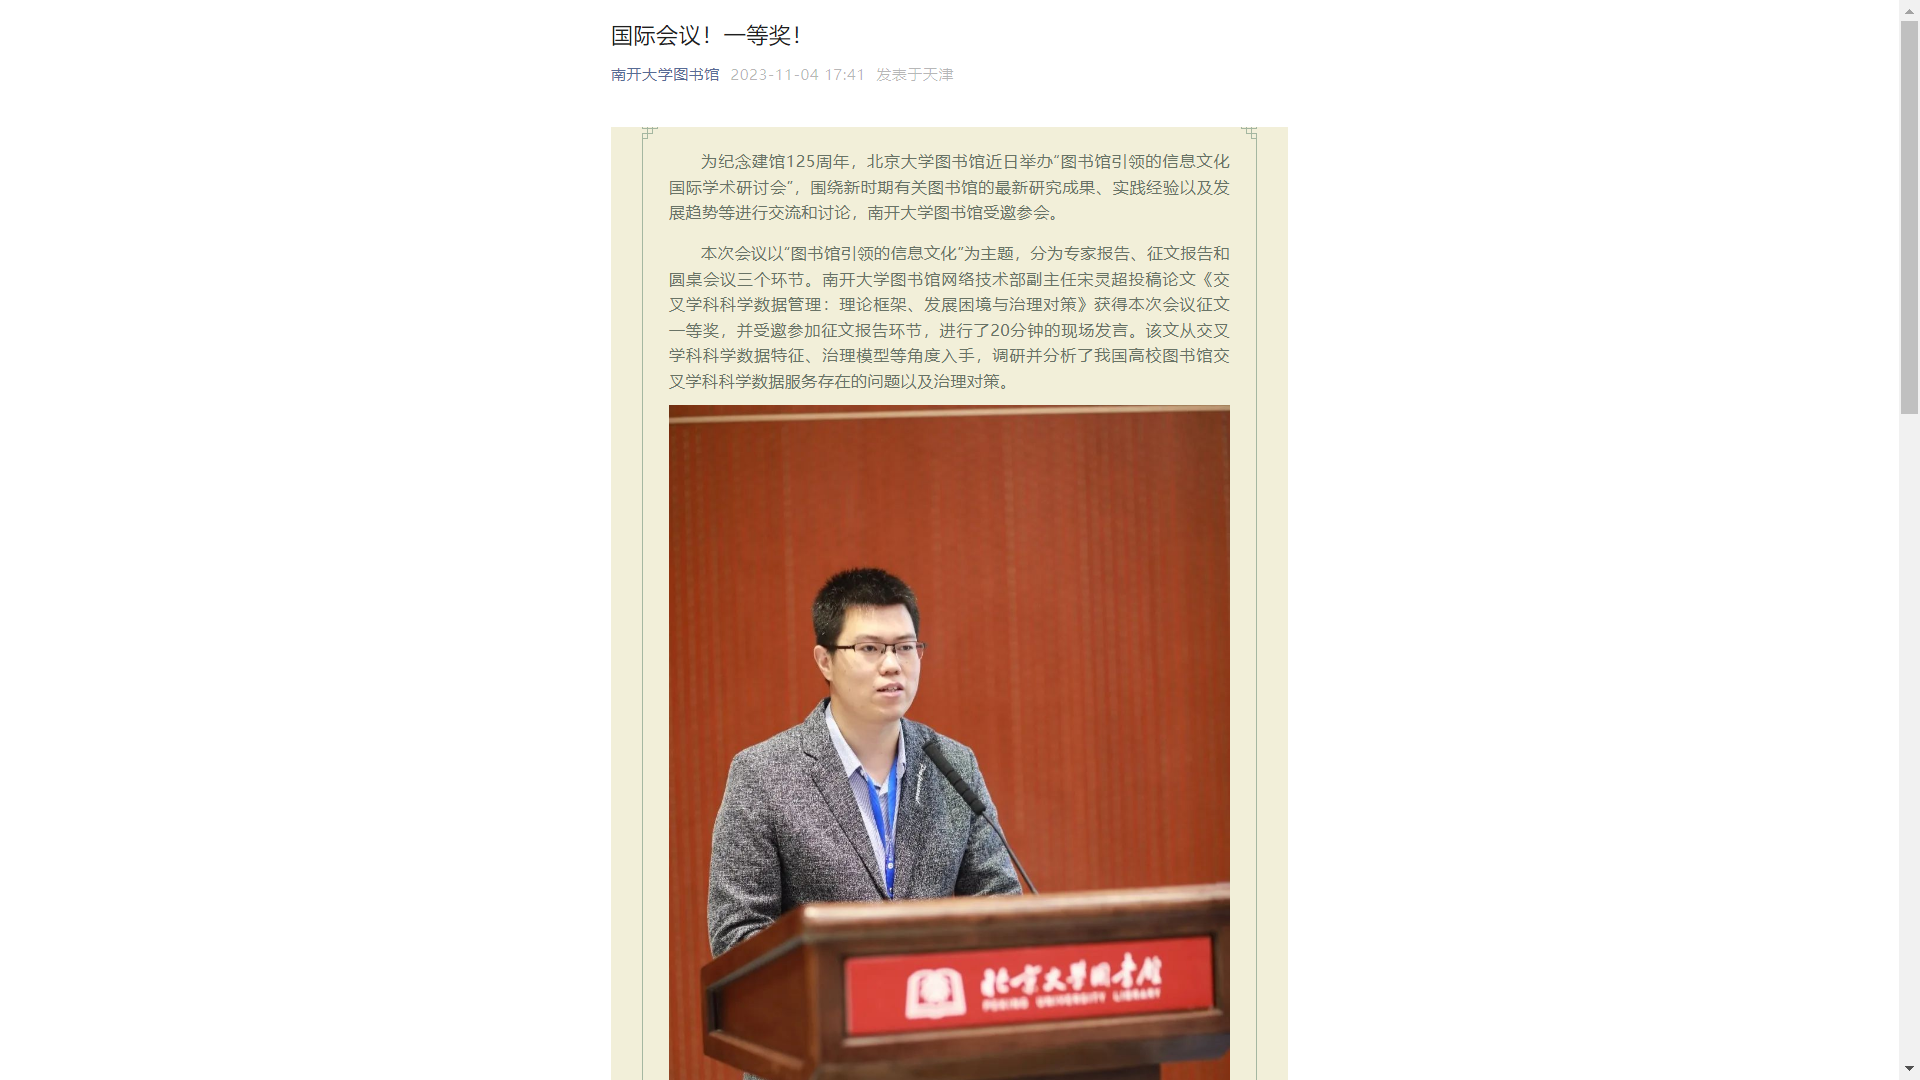 国际会议！一等奖！
南开大学图书馆 2023-11-04 17:41 发表于天津
为纪念建馆125周年，北京大学图书馆近日举办“图书馆引领的信息文化
国际学术研讨会”，围绕新时期有关图书馆的最新研究成果、实践经验以及发
展趋势等进行交流和讨论，南开大学图书馆受邀参会。
本次会议以“图书馆引领的信息文化”为主题，分为专家报告、征文报告和
圆桌会议三个环节。南开大学图书馆网络技术部副主任宋灵超投稿论文《交
叉学科科学数据管理：理论框架、发展困境与治理对策》获得本次会议征文
一等奖，并受邀参加征文报告环节，进行了20分钟的现场发言。该文从交叉
学科科学数据特征、治理模型等角度入手，调研并分析了我国高校图书馆交
叉学科科学数据服务存在的问题以及治理对策。
北京大学图书馆
PEKING UNIVERSITY LIBRARY